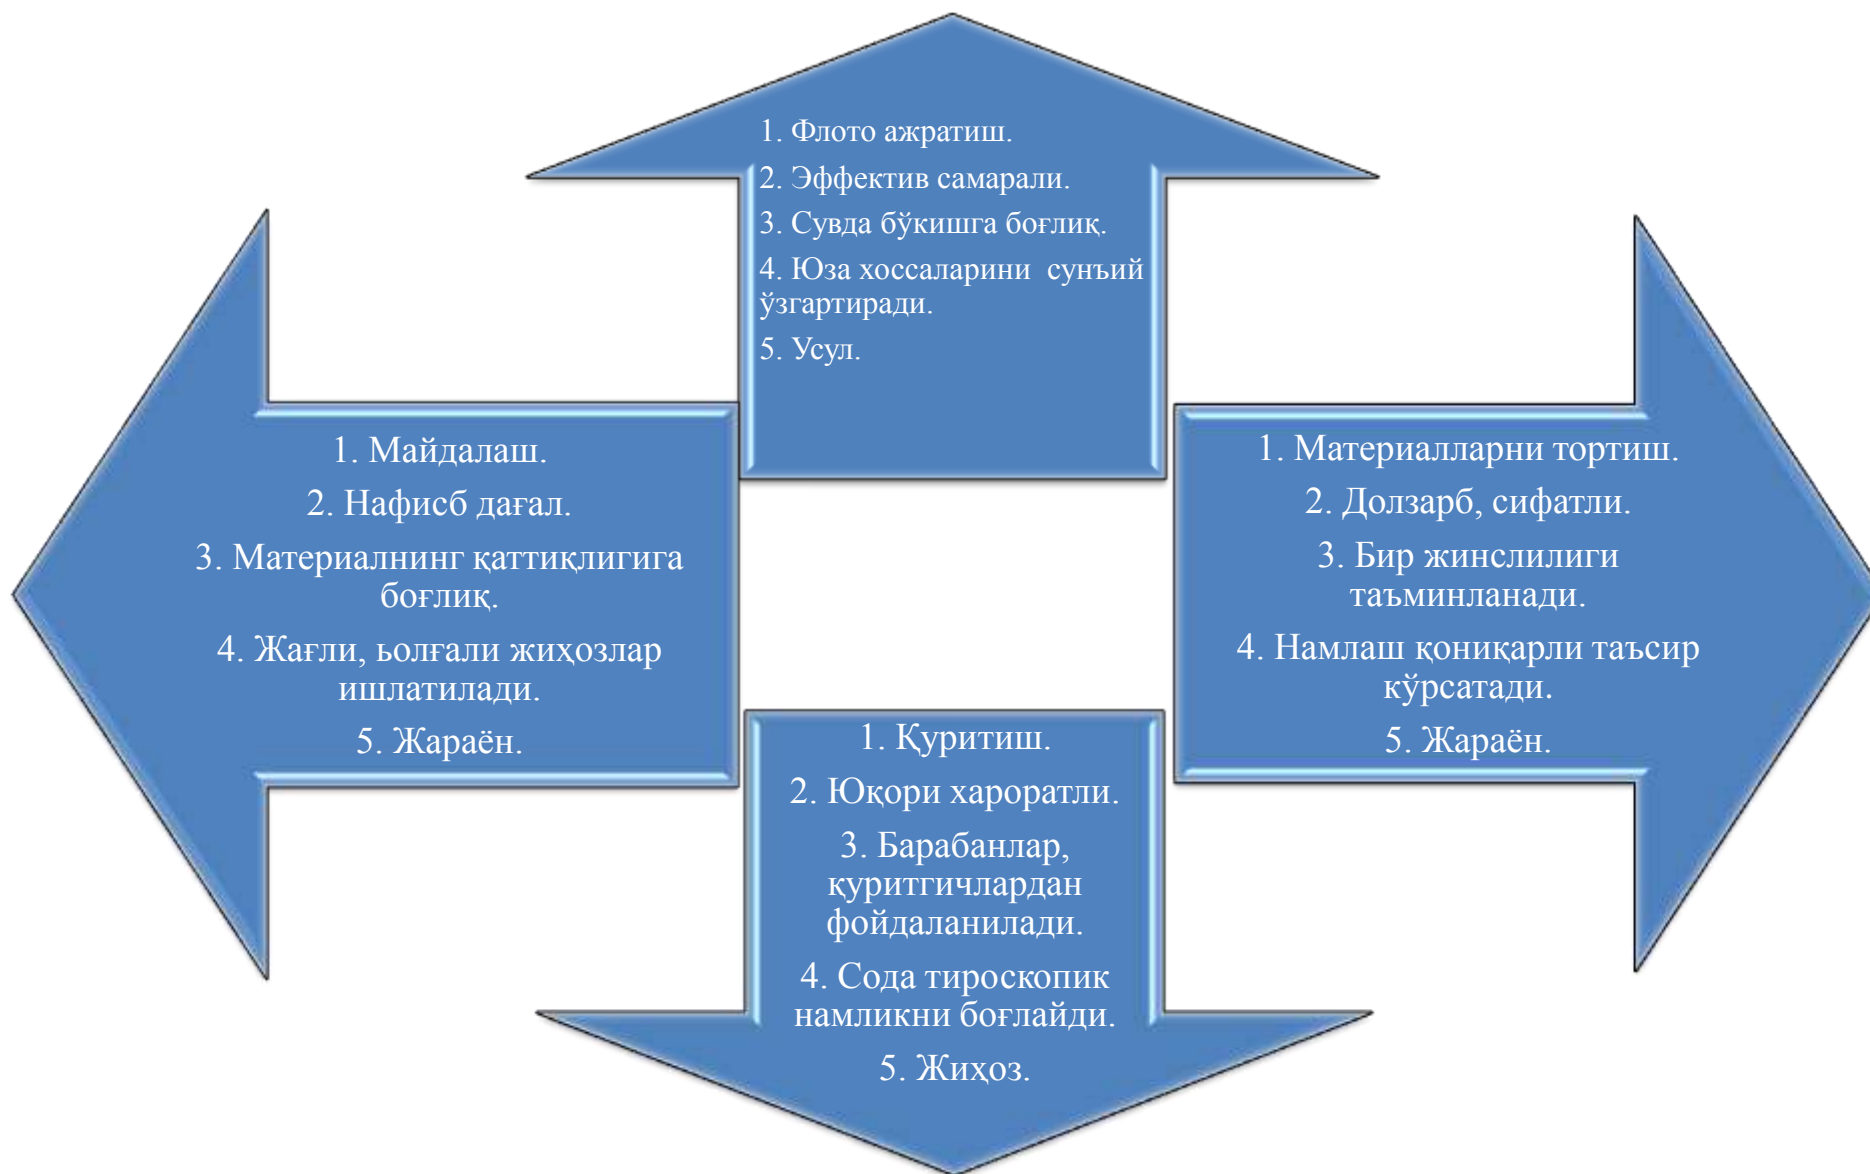 1. Флото ажратиш.
2. Эффектив самарали.
3. Сувда бўкишга боғлиқ.
4. Юза хоссаларини сунъий
ўзгартиради.
5. Усул.
1. Майдалаш.
2. Нафисб дағал.
3. Материалнинг қаттиқлигига
боғлиқ.
4. Жағли, ьолғали жиҳозлар
ишлатилади.
5. Жараён.
1. Материалларни тортиш.
2. Долзарб, сифатли.
3. Бир жинслилиги
таъминланади.
4. Намлаш қониқарли таъсир
кўрсатади.
5. Жараён.
1. Қуритиш.
2. Юқори хароратли.
3. Барабанлар,
қуритгичлардан
фойдаланилади.
4. Сода тироскопик
намликни боғлайди.
5. Жиҳоз.